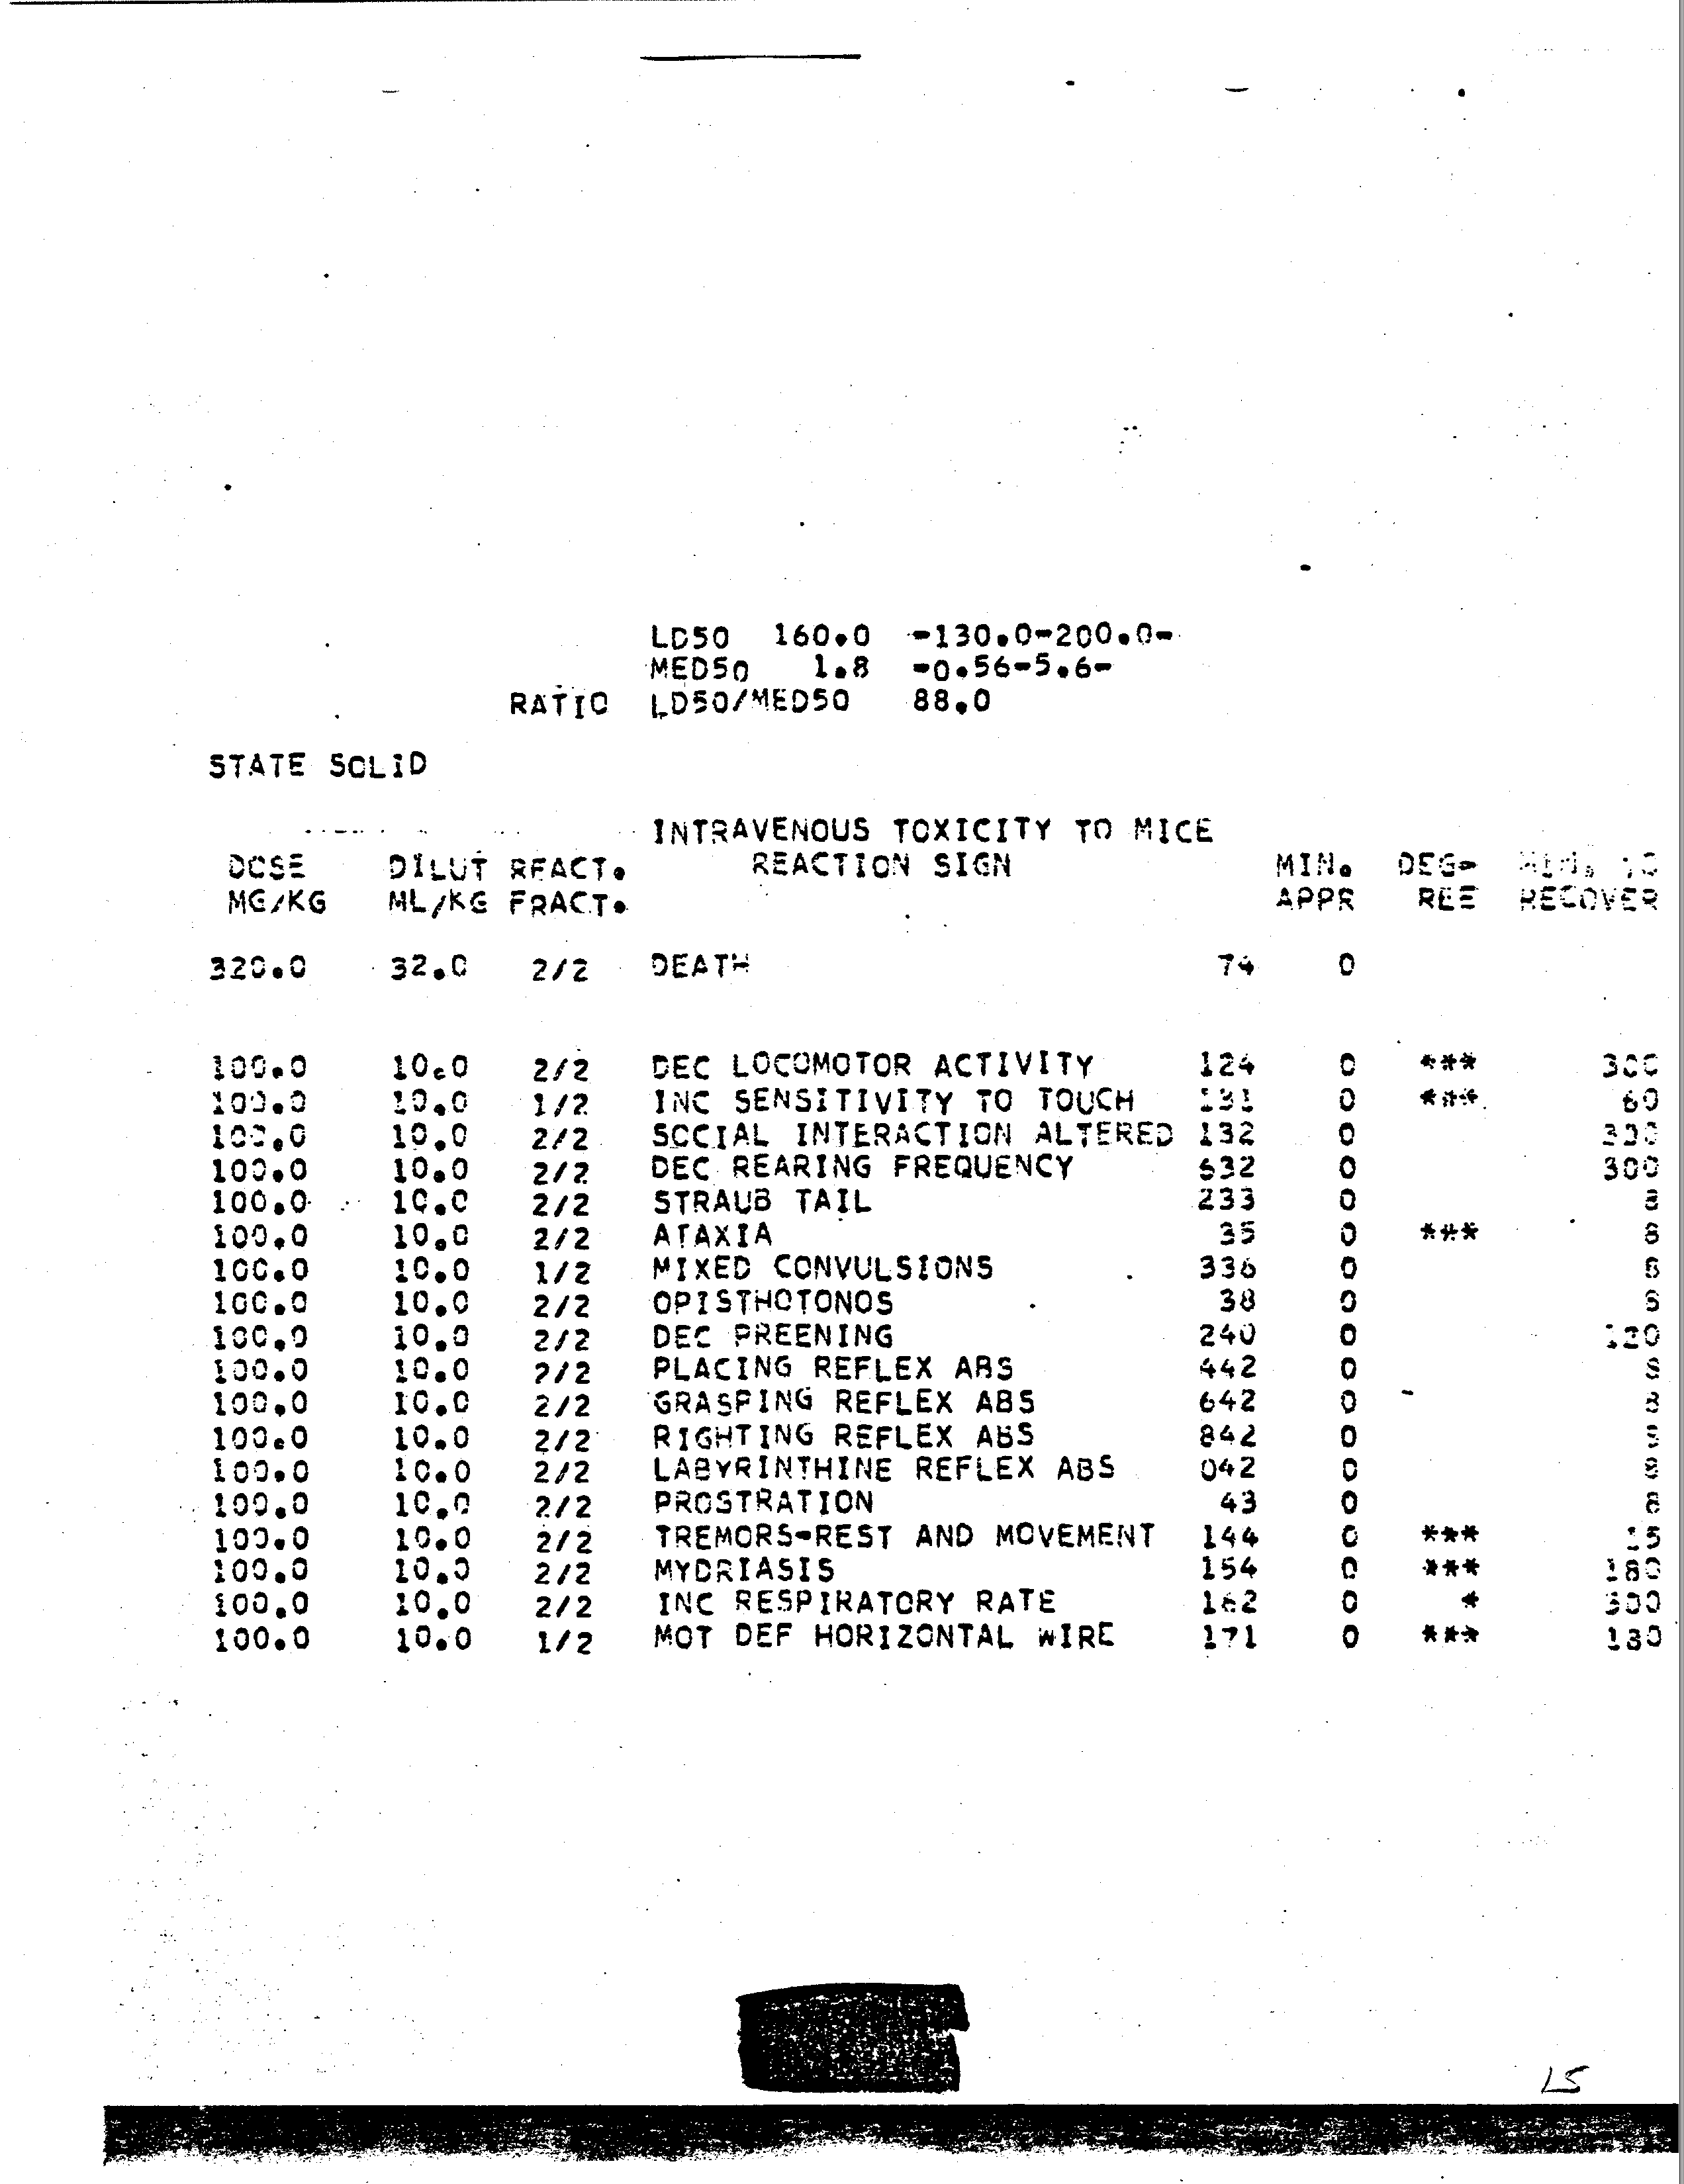 LD50 160.0 -130.0-200.0-
MED50 1.8 -0.56-5.6-
RATIO LD50/MED50 88.0
STATE SOLID
INTRAVENOUS TOXICITY TO MICE
DOSE DILUT REACT. REACTION SIGN MIN. DEG- MIN. TO
MG/KG ML/KG FRACT. APPR REE RECOVER
320.0 32.0 2/2 DEATH 74 0
100.0 10.0 2/2 DEC LOCOMOTOR ACTIVITY 124 0 *** 300
100.0 10.0 1/2 INC SENSITIVITY TO TOUCH 131 0 *** 60
100.0 10.0 2/2 SOCIAL INTERACTION ALTERED 132 0 300
100.0 10.0 2/2 DEC REARING FREQUENCY 632 0 300
100.0 10.0 2/2 STRAUB TAIL 233 0 8
100.0 10.0 2/2 ATAXIA 35 0 *** 8
100.0 10.0 1/2 MIXED CONVULSIONS 336 0 8
100.0 10.0 2/2 OPISTHOTONOS 38 0 8
100.0 10.0 2/2 DEC PREENING 240 0 120
100.0 10.0 2/2 PLACING REFLEX ABS 442 0 8
100.0 10.0 2/2 GRASPING REFLEX ABS 642 0 8
100.0 10.0 2/2 RIGHTING REFLEX ABS 842 0 8
100.0 10.0 2/2 LABYRINTHINE REFLEX ABS 042 0 8
100.0 10.0 2/2 PROSTRATION 43 0 8
100.0 10.0 2/2 TREMORS-REST AND MOVEMENT 144 0 *** 15
100.0 10.0 2/2 MYDRIASIS 154 0 *** 180
100.0 10.0 2/2 INC RESPIRATORY RATE 162 0 * 300
100.0 10.0 1/2 MOT DEF HORIZONTAL WIRE 171 0 *** 180
15